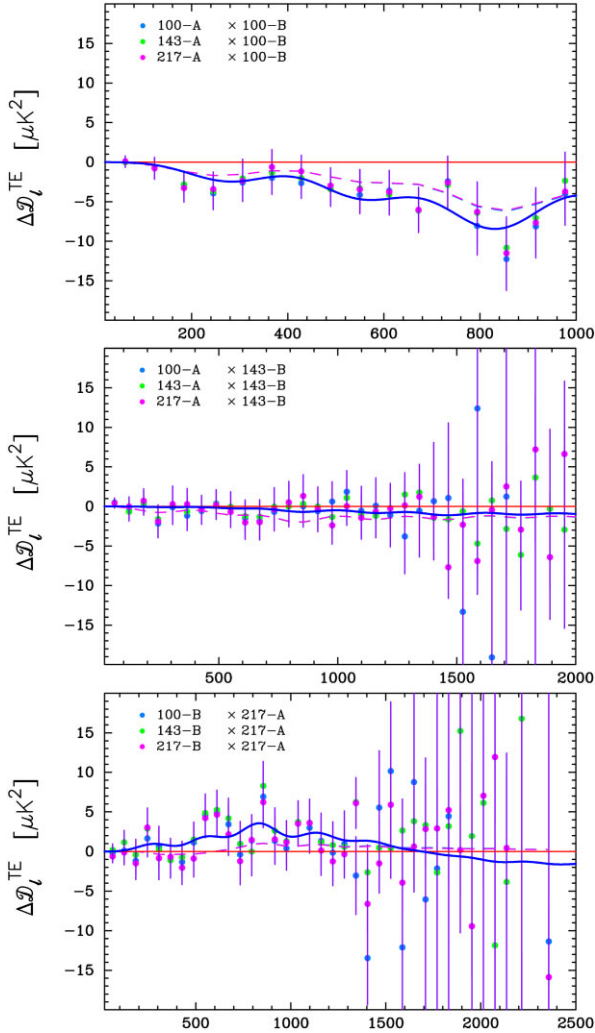 100-A × 100-B
143-A × 100-B
217-A × 100-B
ΔD_ℓ^TE [μK²]
15
10
5
0
−5
−10
−15
200 400 600 800 1000
100-A × 143-B
143-A × 143-B
217-A × 143-B
ΔD_ℓ^TE [μK²]
15
10
5
0
−5
−10
−15
500 1000 1500 2000
100-B × 217-A
143-B × 217-A
217-B × 217-A
ΔD_ℓ^TE [μK²]
15
10
5
0
−5
−10
−15
500 1000 1500 2000 2500